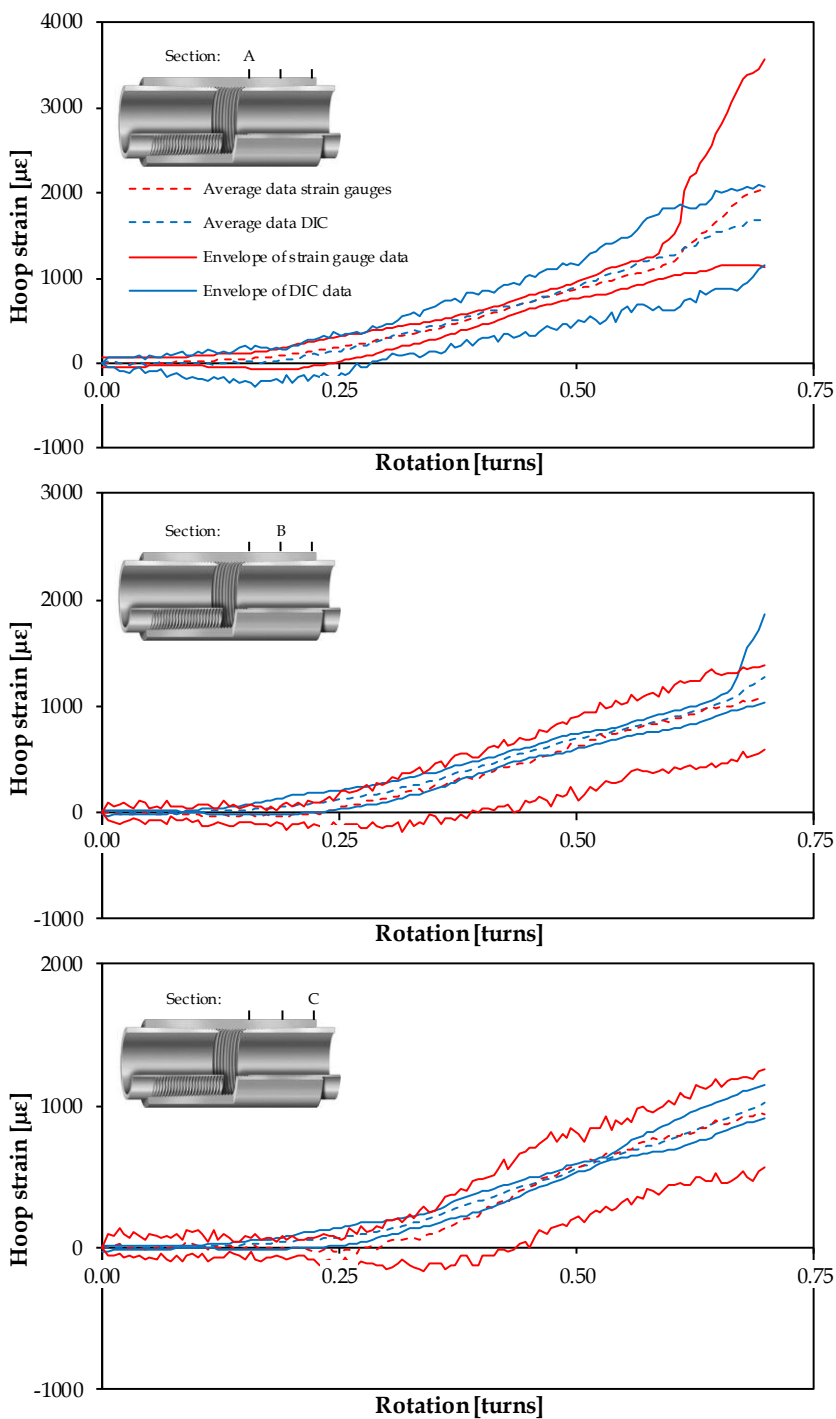 4000
3000
2000
1000
0
-1000
Hoop strain [µε]
Section: A
Average data strain gauges
Average data DIC
Envelope of strain gauge data
Envelope of DIC data
0.00 0.25 0.50 0.75
Rotation [turns]
3000
2000
1000
0
-1000
Hoop strain [µε]
Section: B
0.00 0.25 0.50 0.75
Rotation [turns]
2000
1000
0
-1000
Hoop strain [µε]
Section: C
0.00 0.25 0.50 0.75
Rotation [turns]